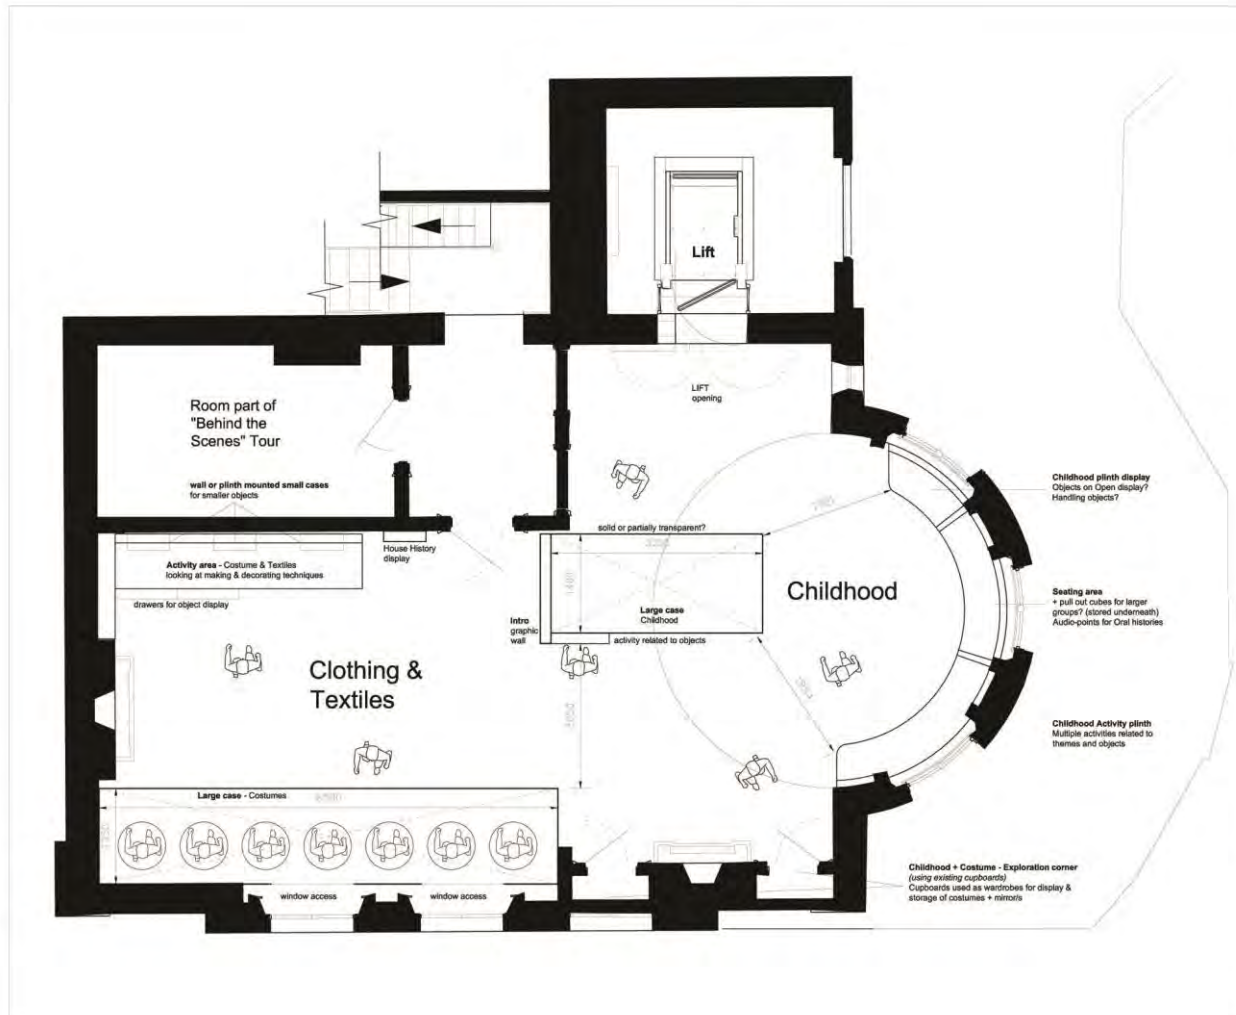 Lift
LIFT
opening
Room part of
"Behind the
Scenes" Tour
wall or plinth mounted small cases
for smaller objects
House History
display
Activity area - Costume & Textiles
looking at making & decorating techniques
drawers for object display
solid or partially transparent?
Large case
Childhood
Intro
graphic
wall
activity related to objects
Childhood
Clothing &
Textiles
Large case - Costumes
window access
window access
Childhood plinth display
Objects on Open display?
Handling objects?
Seating area
+ pull out cubes for larger
groups? (stored underneath)
Audio-points for Oral histories
Childhood Activity plinth
Multiple activities related to
themes and objects
Childhood + Costume - Exploration corner
(using existing cupboards)
Cupboards used as wardrobes for display &
storage of costumes + mirror/s